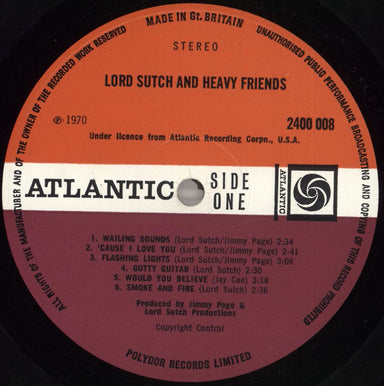 MADE IN Gt. BRITAIN
UNAUTHORISED PUBLIC PERFORMANCE BROADCASTING AND COPYING OF THIS RECORD PROHIBITED
ALL RIGHTS OF THE MANUFACTURER AND OF THE OWNER OF THE RECORDED WORK RESERVED
STEREO
LORD SUTCH AND HEAVY FRIENDS
℗ 1970
2400 008
Under licence from Atlantic Recording Corpn., U.S.A.
ATLANTIC
SIDE
ONE
ATLANTIC
1. WAILING SOUNDS (Lord Sutch/Jimmy Page) 2:34
2. 'CAUSE I LOVE YOU (Lord Sutch/Jimmy Page) 2:41
3. FLASHING LIGHTS (Lord Sutch/Jimmy Page) 3:09
4. GUTTY GUITAR (Lord Sutch) 2:30
5. WOULD YOU BELIEVE (Jay Cee) 3:18
6. SMOKE AND FIRE (Lord Sutch) 2:36
Produced by Jimmy Page &
Lord Sutch Productions
Copyright Control
POLYDOR RECORDS LIMITED